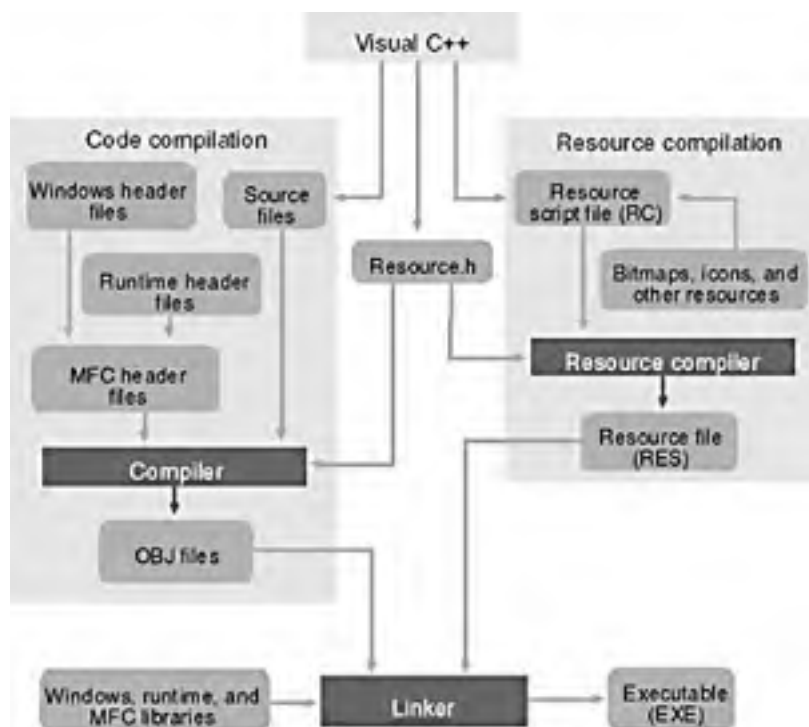 Visual C++
Code compilation
Resource compilation
Windows header
files
Source
files
Resource
script file (RC)
Runtime header
files
Resource.h
Bitmaps, icons, and
other resources
MFC header
files
Resource compiler
Compiler
Resource file
(RES)
OBJ files
Windows, runtime, and
MFC libraries
Linker
Executable
(EXE)